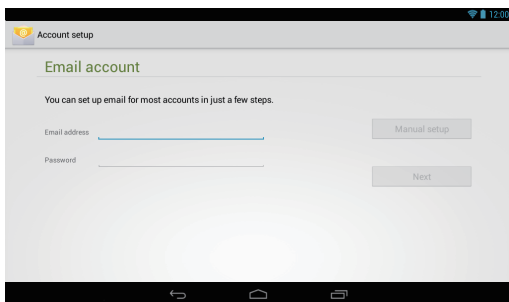 12:00
Account setup
Email account
You can set up email for most accounts in just a few steps.
Email address
Manual setup
Password
Next